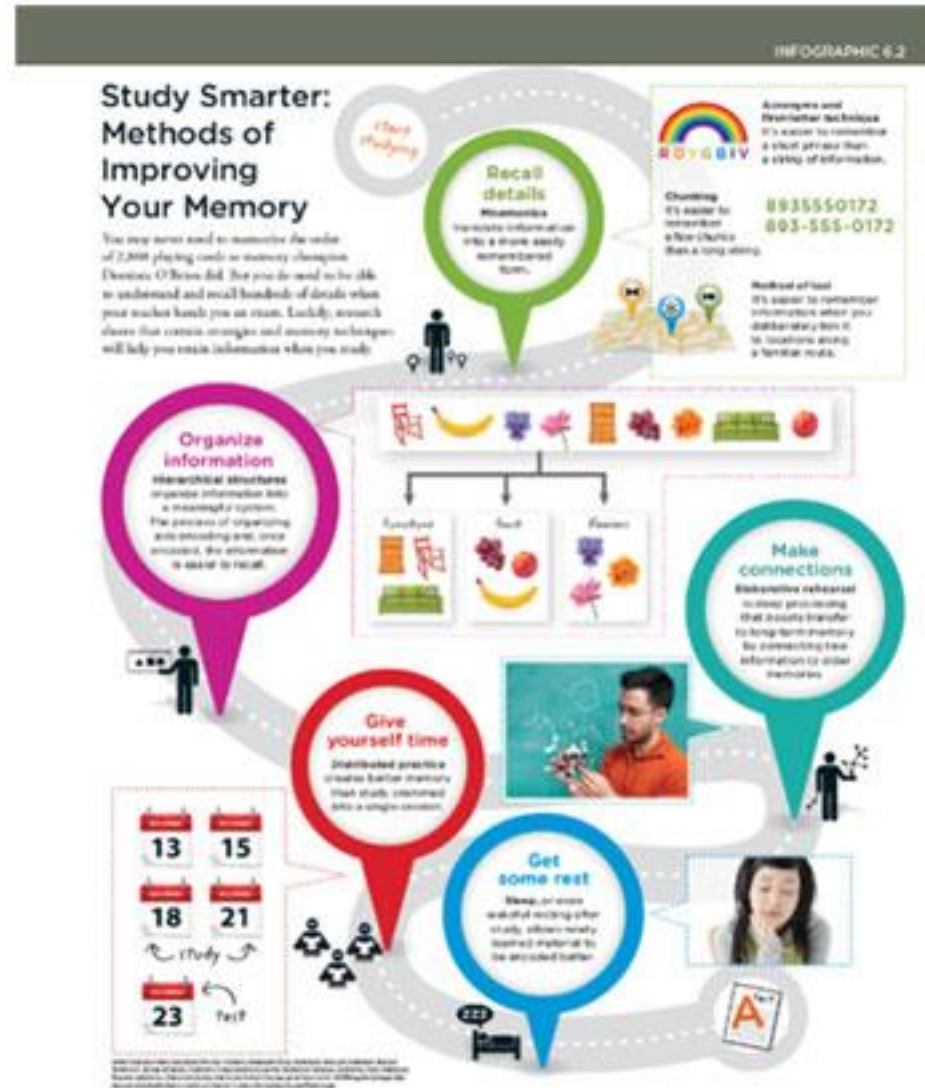 INFOGRAPHIC 6.2
Study Smarter:
Methods of
Improving
Your Memory
You may never need to memorize the order
of 2,808 playing cards as memory champion
Dominic O'Brien did. But you do need to be able
to understand and recall hundreds of details when
your teacher hands you an exam. Luckily, research
shows that certain strategies and memory techniques
will help you retain information when you study.
start
studying
Recall
details
Mnemonics
translate information
into a more easily
remembered
form.
ROYGBIV
Acronyms and
first-letter technique
It's easier to remember
a short phrase than
a string of information.
Chunking
It's easier to
remember
a few chunks
than a long string.
8935550172
893-555-0172
Method of loci
It's easier to remember
information when you
deliberately link it
to locations along
a familiar route.
Organize
information
Hierarchical structures
organize information into
a meaningful system.
The process of organizing
aids encoding and, once
encoded, the information
is easier to recall.
Furniture
Fruit
Flowers
Make
connections
Elaborative rehearsal
is deep processing
that boosts transfer
to long-term memory
by connecting new
information to older
memories.
Give
yourself time
Distributed practice
creates better memory
than study crammed
into a single session.
13
15
18
21
study
23
Test
Get
some rest
Sleep, or even
wakeful resting after
study, allows newly
learned material to
be encoded better.
ZZZ
Test
A